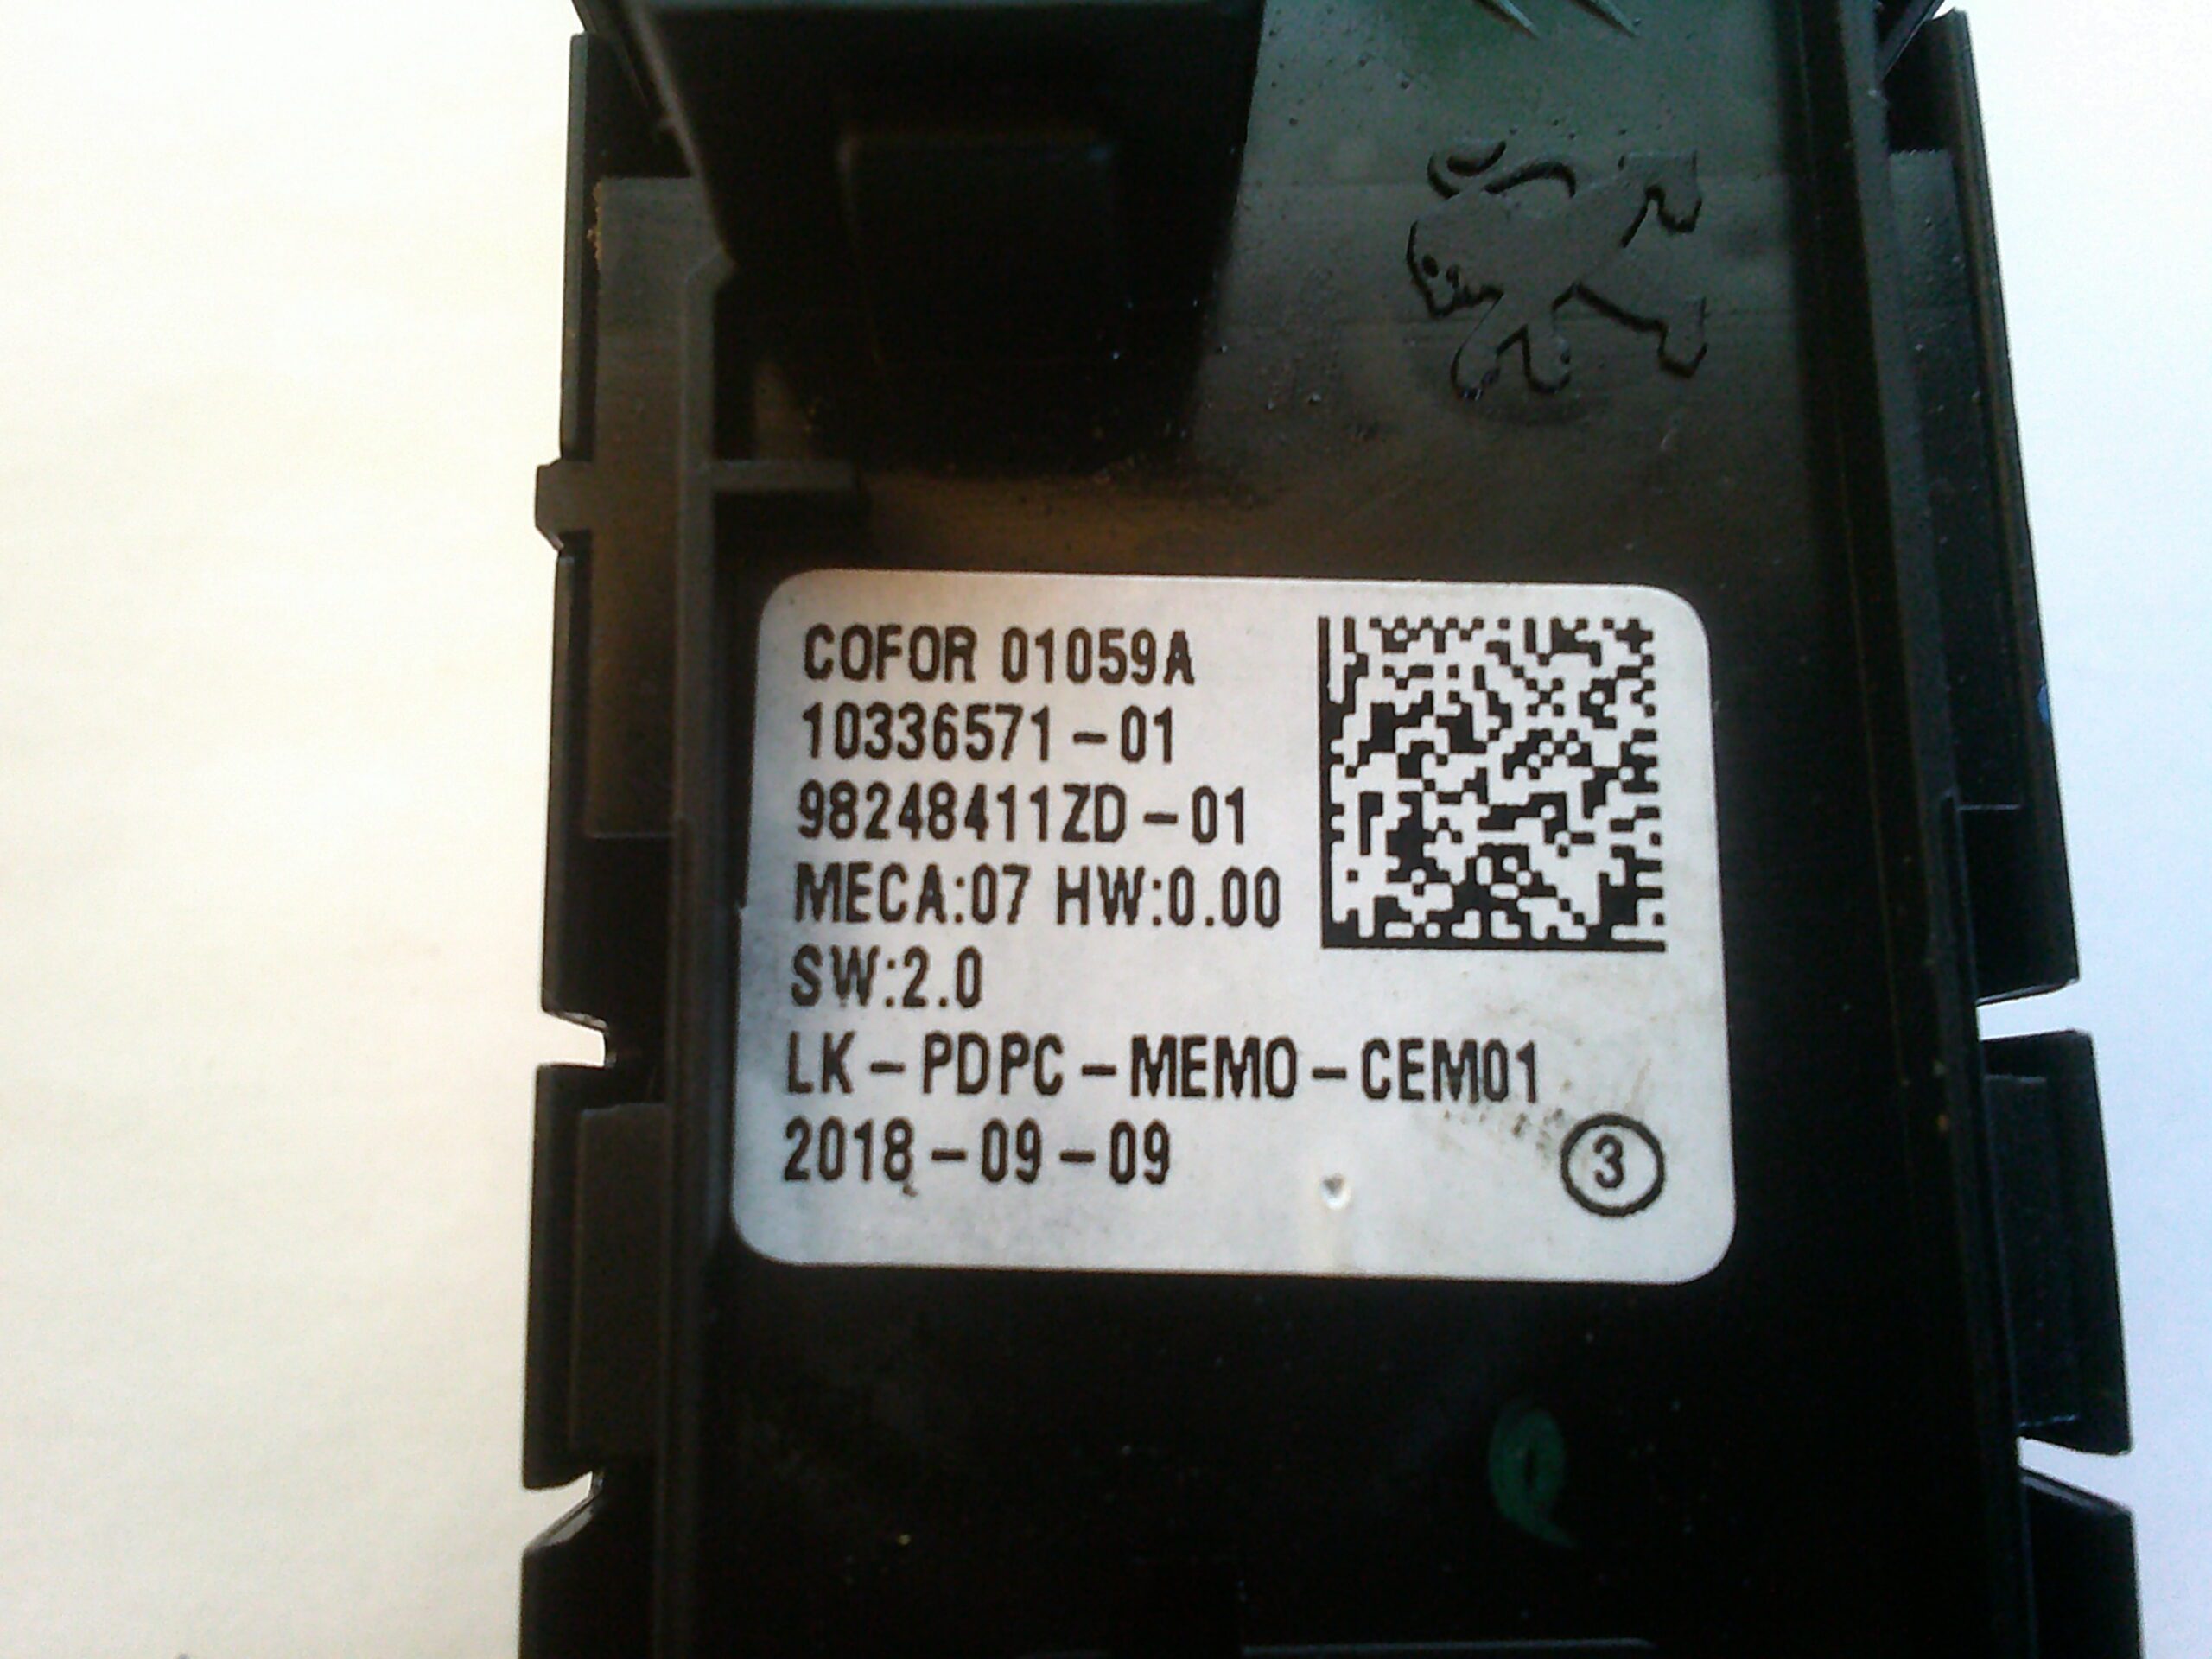 COFOR 01059A
10336571-01
98248411ZD-01
MECA:07 HW:0.00
SW:2.0
LK-PDPC-MEMO-CEM01
2018-09-09
3